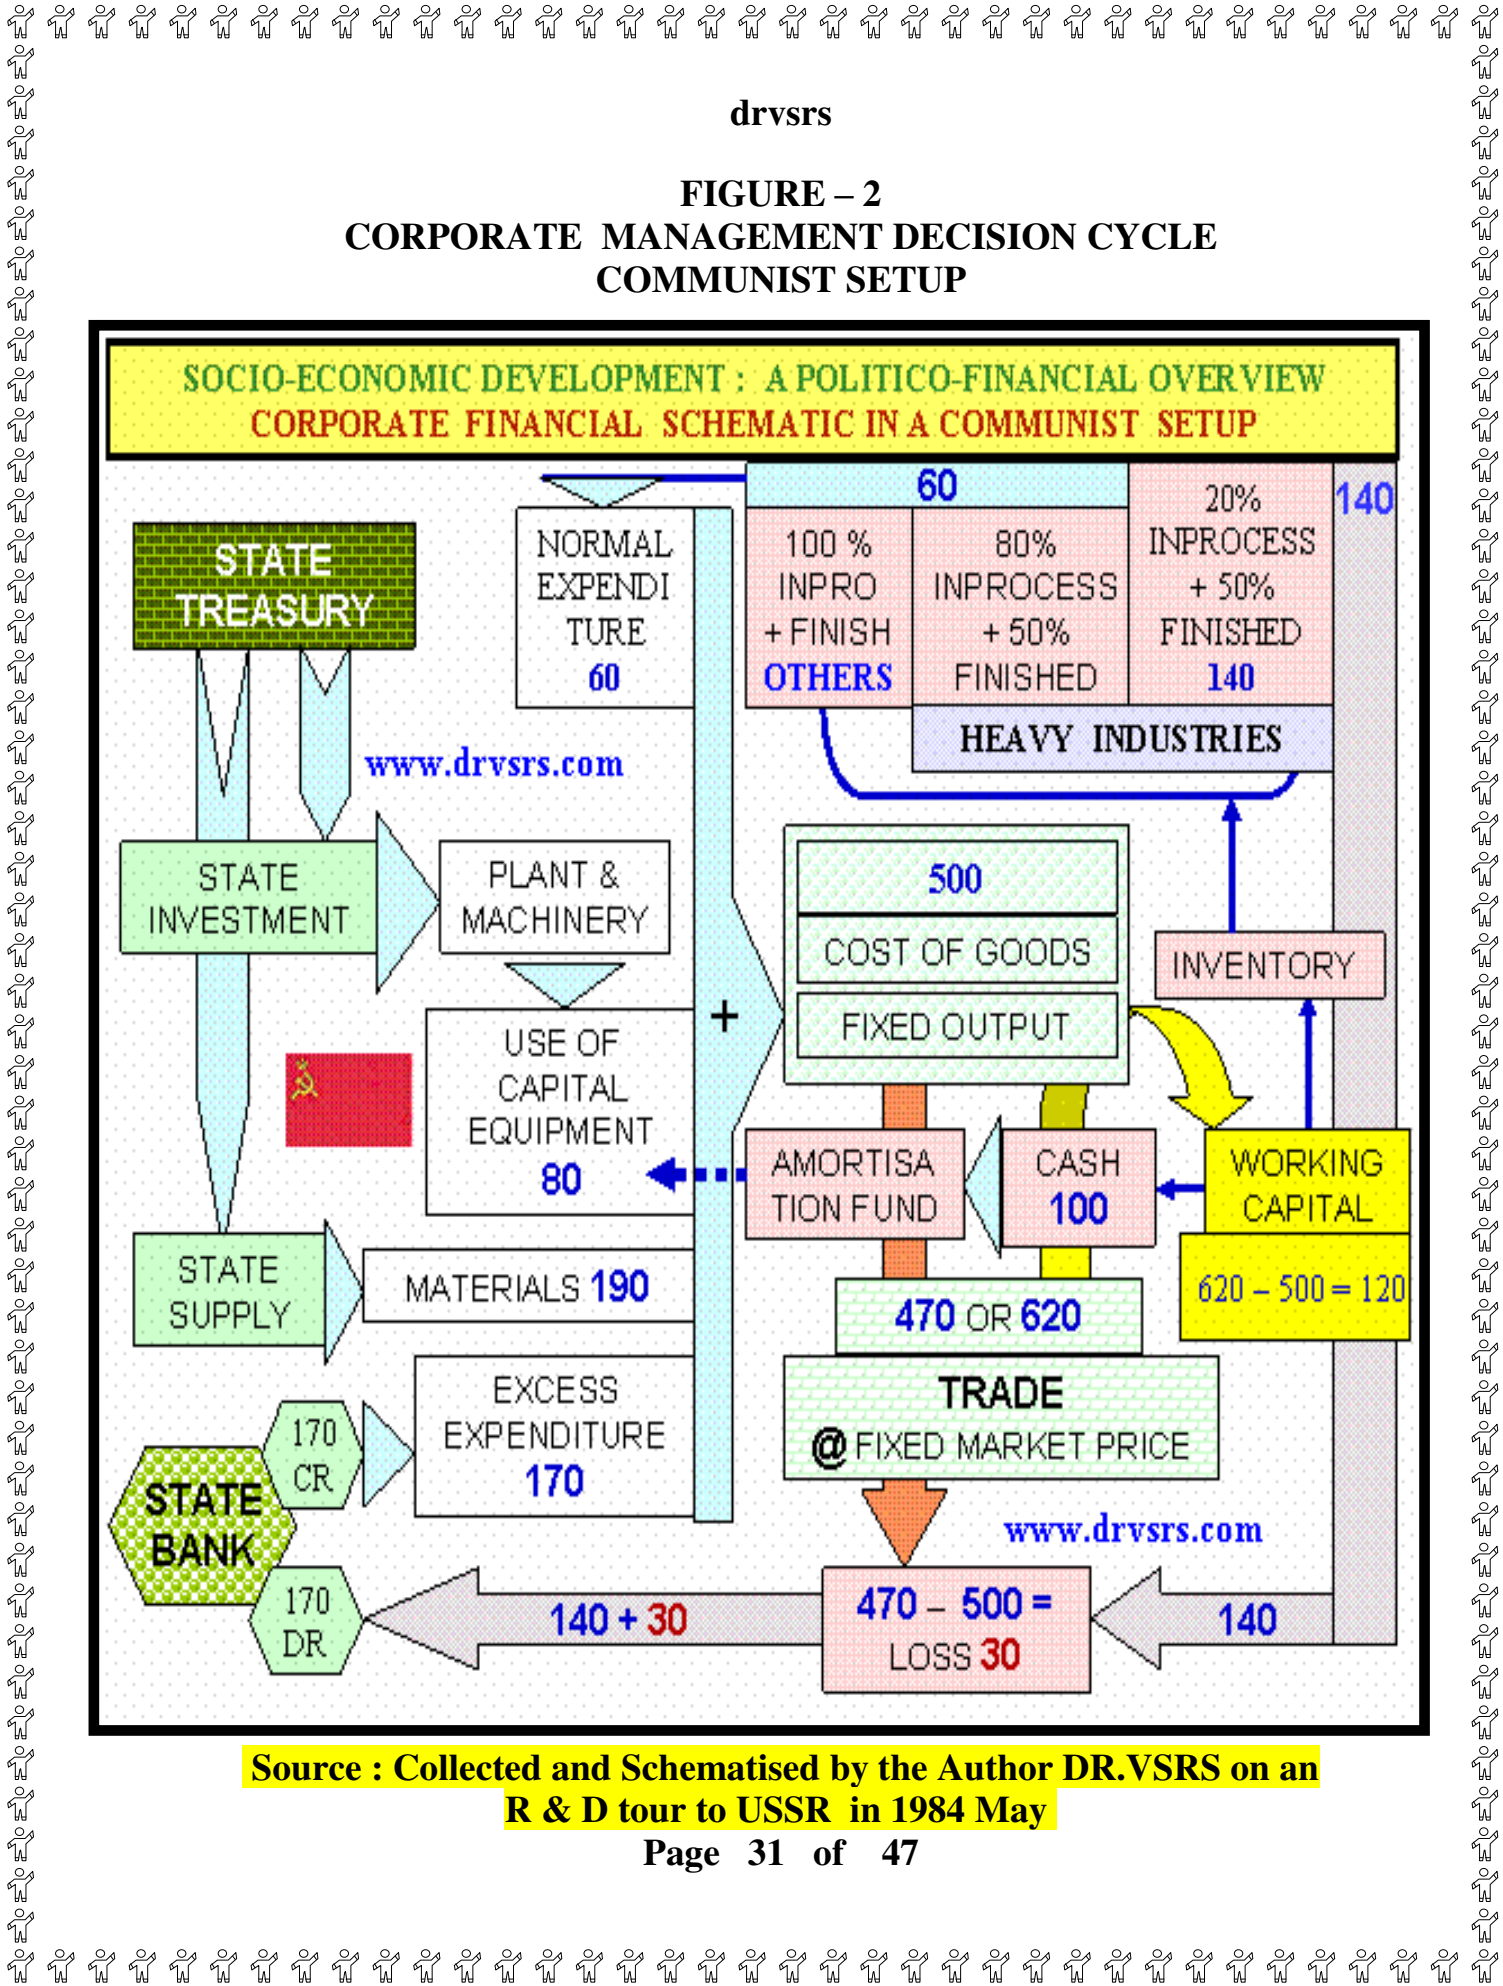 drvsrs
FIGURE – 2
CORPORATE MANAGEMENT DECISION CYCLE
COMMUNIST SETUP
SOCIO-ECONOMIC DEVELOPMENT : A POLITICO-FINANCIAL OVERVIEW
CORPORATE FINANCIAL SCHEMATIC IN A COMMUNIST SETUP
STATE
TREASURY
NORMAL
EXPENDI
TURE
60
60
100 %
INPRO
+ FINISH
OTHERS
80%
INPROCESS
+ 50%
FINISHED
20%
INPROCESS
+ 50%
FINISHED
140
140
HEAVY INDUSTRIES
www.drvsrs.com
STATE
INVESTMENT
PLANT &
MACHINERY
500
COST OF GOODS
FIXED OUTPUT
INVENTORY
+
USE OF
CAPITAL
EQUIPMENT
80
AMORTISA
TION FUND
CASH
100
WORKING
CAPITAL
620 – 500 = 120
STATE
SUPPLY
MATERIALS 190
470 OR 620
TRADE
@ FIXED MARKET PRICE
EXCESS
EXPENDITURE
170
170
CR
STATE
BANK
170
DR
www.drvsrs.com
140 + 30
470 – 500 =
LOSS 30
140
Source : Collected and Schematised by the Author DR.VSRS on an
R & D tour to USSR in 1984 May
Page 31 of 47